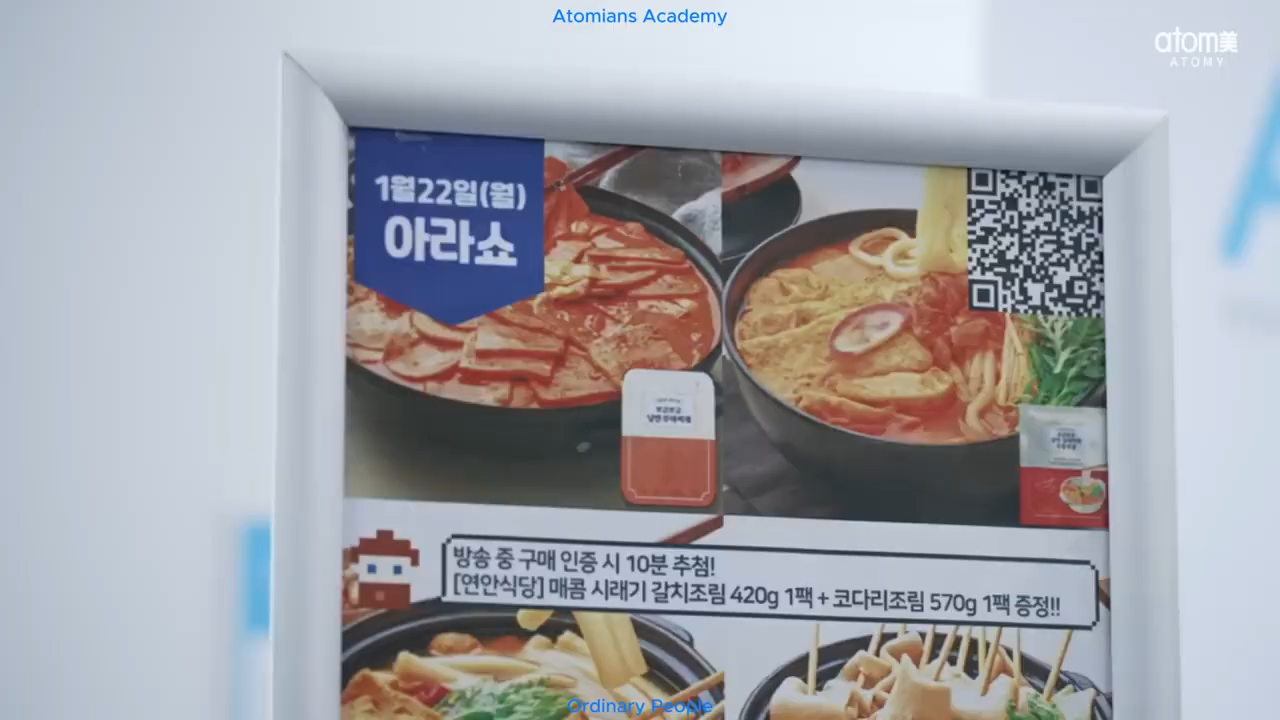 Atomians Academy
atom美
ATOMY
1월22일(월)
아라쇼
방송 중 구매 인증 시 10분 추첨!
[연안식당] 매콤 시래기 갈치조림 420g 1팩 + 코다리조림 570g 1팩 증정!!
Ordinary People